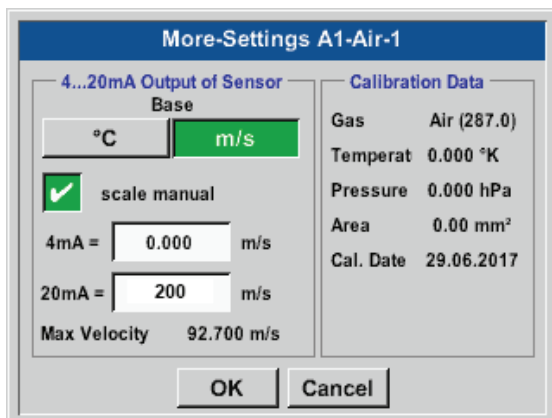 More-Settings A1-Air-1
4...20mA Output of Sensor
Base
°C
m/s
scale manual
4mA = 0.000 m/s
20mA = 200 m/s
Max Velocity 92.700 m/s
Calibration Data
Gas Air (287.0)
Temperat 0.000 °K
Pressure 0.000 hPa
Area 0.00 mm²
Cal. Date 29.06.2017
OK
Cancel